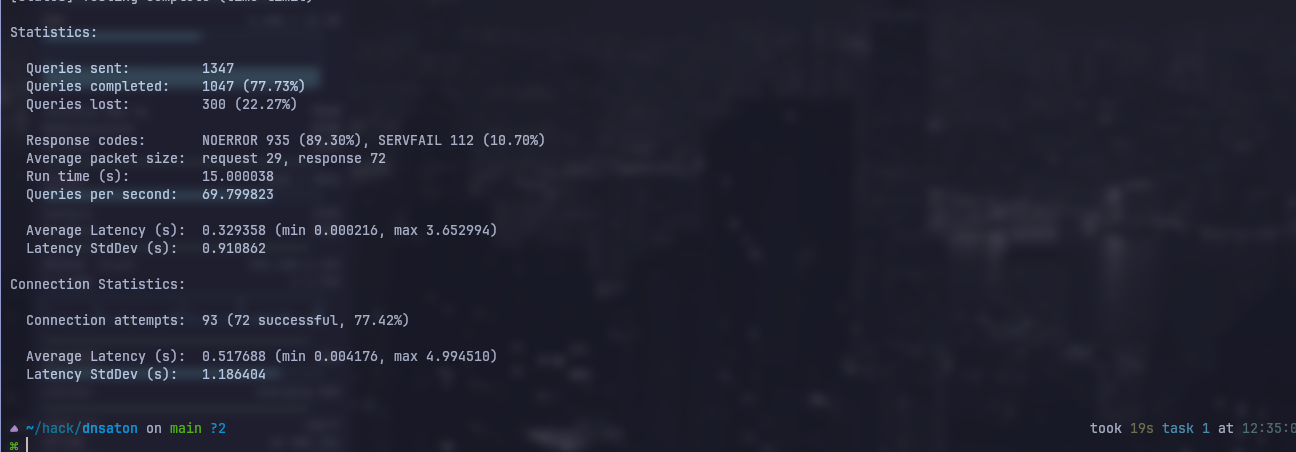 Statistics:
Queries sent: 1347
Queries completed: 1047 (77.73%)
Queries lost: 300 (22.27%)
Response codes: NOERROR 935 (89.30%), SERVFAIL 112 (10.70%)
Average packet size: request 29, response 72
Run time (s): 15.000038
Queries per second: 69.799823
Average Latency (s): 0.329358 (min 0.000216, max 3.652994)
Latency StdDev (s): 0.910862
Connection Statistics:
Connection attempts: 93 (72 successful, 77.42%)
Average Latency (s): 0.517688 (min 0.004176, max 4.994510)
Latency StdDev (s): 1.186404
~/hack/dnsaton on main ?2 took 19s task 1 at 12:35:0
⌘